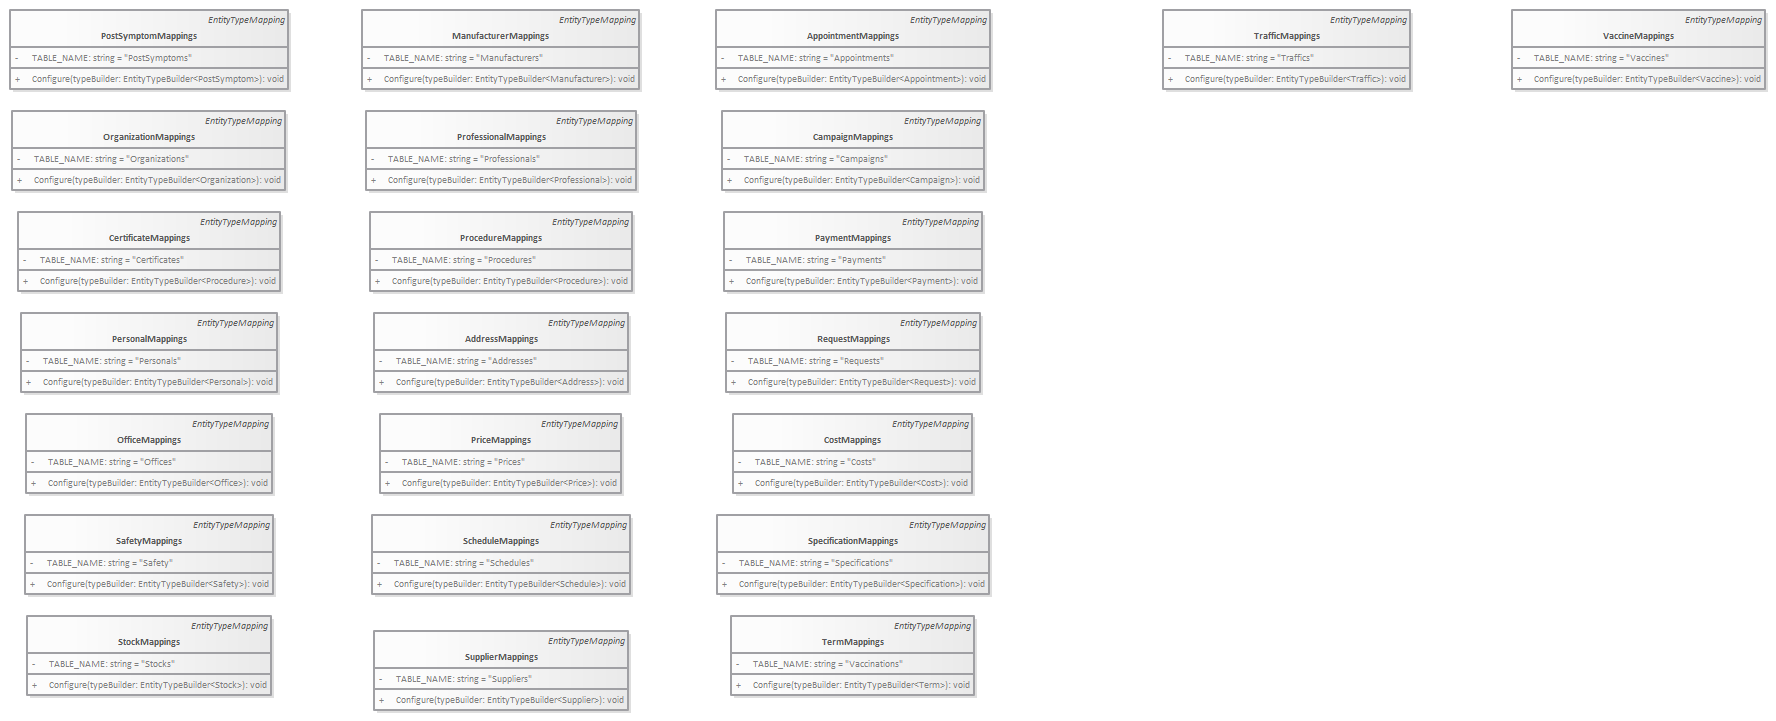 EntityTypeMapping
PostSymptomMappings
- TABLE_NAME: string = "PostSymptoms"
+ Configure(typeBuilder: EntityTypeBuilder<PostSymptom>): void
EntityTypeMapping
ManufacturerMappings
- TABLE_NAME: string = "Manufacturers"
+ Configure(typeBuilder: EntityTypeBuilder<Manufacturer>): void
EntityTypeMapping
AppointmentMappings
- TABLE_NAME: string = "Appointments"
+ Configure(typeBuilder: EntityTypeBuilder<Appointment>): void
EntityTypeMapping
TrafficMappings
- TABLE_NAME: string = "Traffics"
+ Configure(typeBuilder: EntityTypeBuilder<Traffic>): void
EntityTypeMapping
VaccineMappings
- TABLE_NAME: string = "Vaccines"
+ Configure(typeBuilder: EntityTypeBuilder<Vaccine>): void
EntityTypeMapping
OrganizationMappings
- TABLE_NAME: string = "Organizations"
+ Configure(typeBuilder: EntityTypeBuilder<Organization>): void
EntityTypeMapping
ProfessionalMappings
- TABLE_NAME: string = "Professionals"
+ Configure(typeBuilder: EntityTypeBuilder<Professional>): void
EntityTypeMapping
CampaignMappings
- TABLE_NAME: string = "Campaigns"
+ Configure(typeBuilder: EntityTypeBuilder<Campaign>): void
EntityTypeMapping
CertificateMappings
- TABLE_NAME: string = "Certificates"
+ Configure(typeBuilder: EntityTypeBuilder<Procedure>): void
EntityTypeMapping
ProcedureMappings
- TABLE_NAME: string = "Procedures"
+ Configure(typeBuilder: EntityTypeBuilder<Procedure>): void
EntityTypeMapping
PaymentMappings
- TABLE_NAME: string = "Payments"
+ Configure(typeBuilder: EntityTypeBuilder<Payment>): void
EntityTypeMapping
PersonalMappings
- TABLE_NAME: string = "Personals"
+ Configure(typeBuilder: EntityTypeBuilder<Personal>): void
EntityTypeMapping
AddressMappings
- TABLE_NAME: string = "Addresses"
+ Configure(typeBuilder: EntityTypeBuilder<Address>): void
EntityTypeMapping
RequestMappings
- TABLE_NAME: string = "Requests"
+ Configure(typeBuilder: EntityTypeBuilder<Request>): void
EntityTypeMapping
OfficeMappings
- TABLE_NAME: string = "Offices"
+ Configure(typeBuilder: EntityTypeBuilder<Office>): void
EntityTypeMapping
PriceMappings
- TABLE_NAME: string = "Prices"
+ Configure(typeBuilder: EntityTypeBuilder<Price>): void
EntityTypeMapping
CostMappings
- TABLE_NAME: string = "Costs"
+ Configure(typeBuilder: EntityTypeBuilder<Cost>): void
EntityTypeMapping
SafetyMappings
- TABLE_NAME: string = "Safety"
+ Configure(typeBuilder: EntityTypeBuilder<Safety>): void
EntityTypeMapping
ScheduleMappings
- TABLE_NAME: string = "Schedules"
+ Configure(typeBuilder: EntityTypeBuilder<Schedule>): void
EntityTypeMapping
SpecificationMappings
- TABLE_NAME: string = "Specifications"
+ Configure(typeBuilder: EntityTypeBuilder<Specification>): void
EntityTypeMapping
StockMappings
- TABLE_NAME: string = "Stocks"
+ Configure(typeBuilder: EntityTypeBuilder<Stock>): void
EntityTypeMapping
SupplierMappings
- TABLE_NAME: string = "Suppliers"
+ Configure(typeBuilder: EntityTypeBuilder<Supplier>): void
EntityTypeMapping
TermMappings
- TABLE_NAME: string = "Vaccinations"
+ Configure(typeBuilder: EntityTypeBuilder<Term>): void